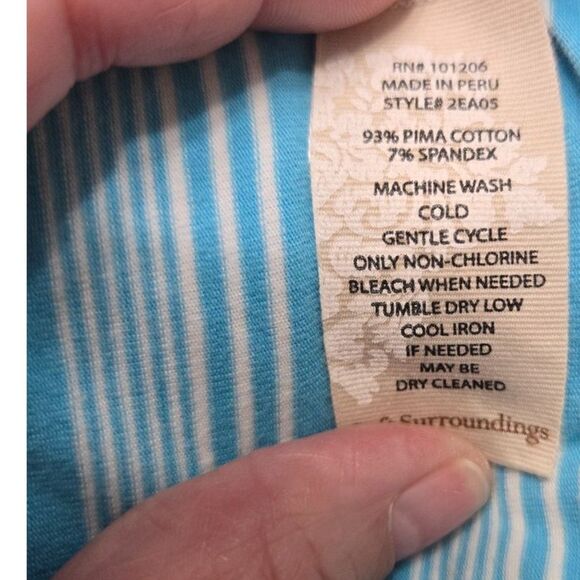 RN# 101206
MADE IN PERU
STYLE# 2EA05
93% PIMA COTTON
7% SPANDEX
MACHINE WASH
COLD
GENTLE CYCLE
ONLY NON-CHLORINE
BLEACH WHEN NEEDED
TUMBLE DRY LOW
COOL IRON
IF NEEDED
MAY BE
DRY CLEANED
& Surroundings